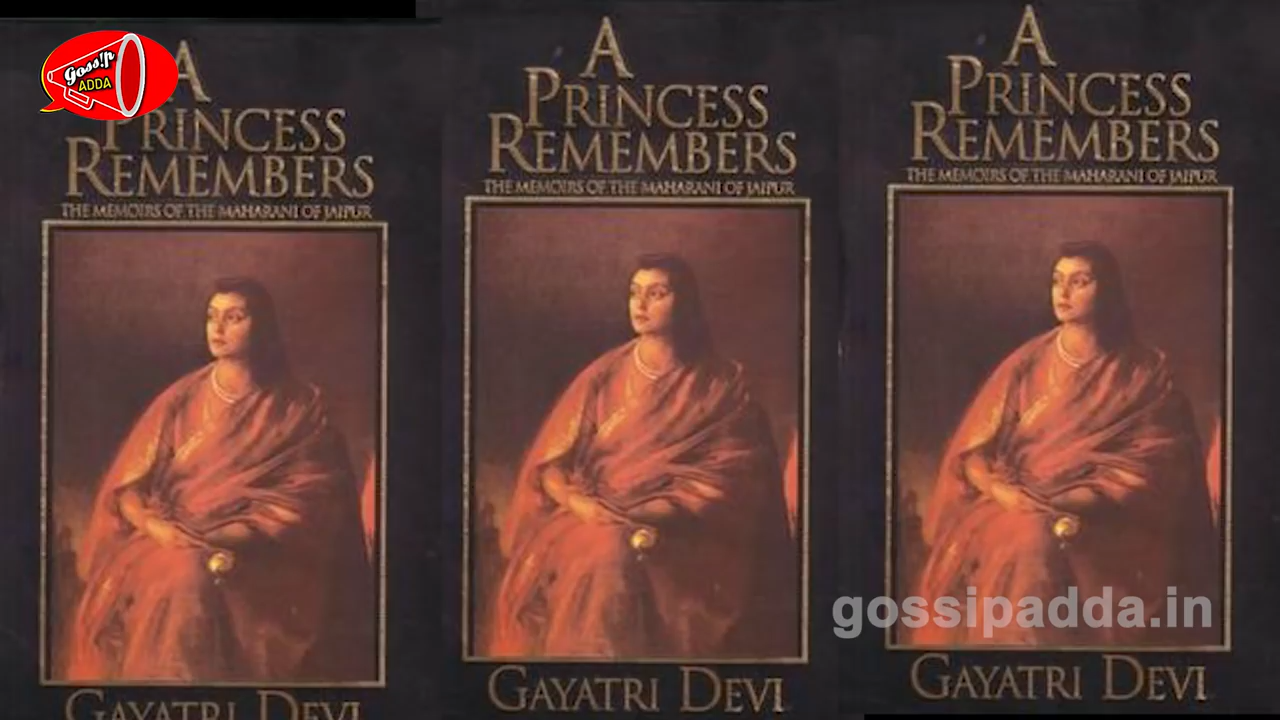 Goss!p
ADDA
A
PRINCESS
REMEMBERS
THE MEMOIRS OF THE MAHARANI OF JAIPUR
GAYATRI DEVI
A
PRINCESS
REMEMBERS
THE MEMOIRS OF THE MAHARANI OF JAIPUR
GAYATRI DEVI
A
PRINCESS
REMEMBERS
THE MEMOIRS OF THE MAHARANI OF JAIPUR
gossipadda.in
GAYATRI DEVI